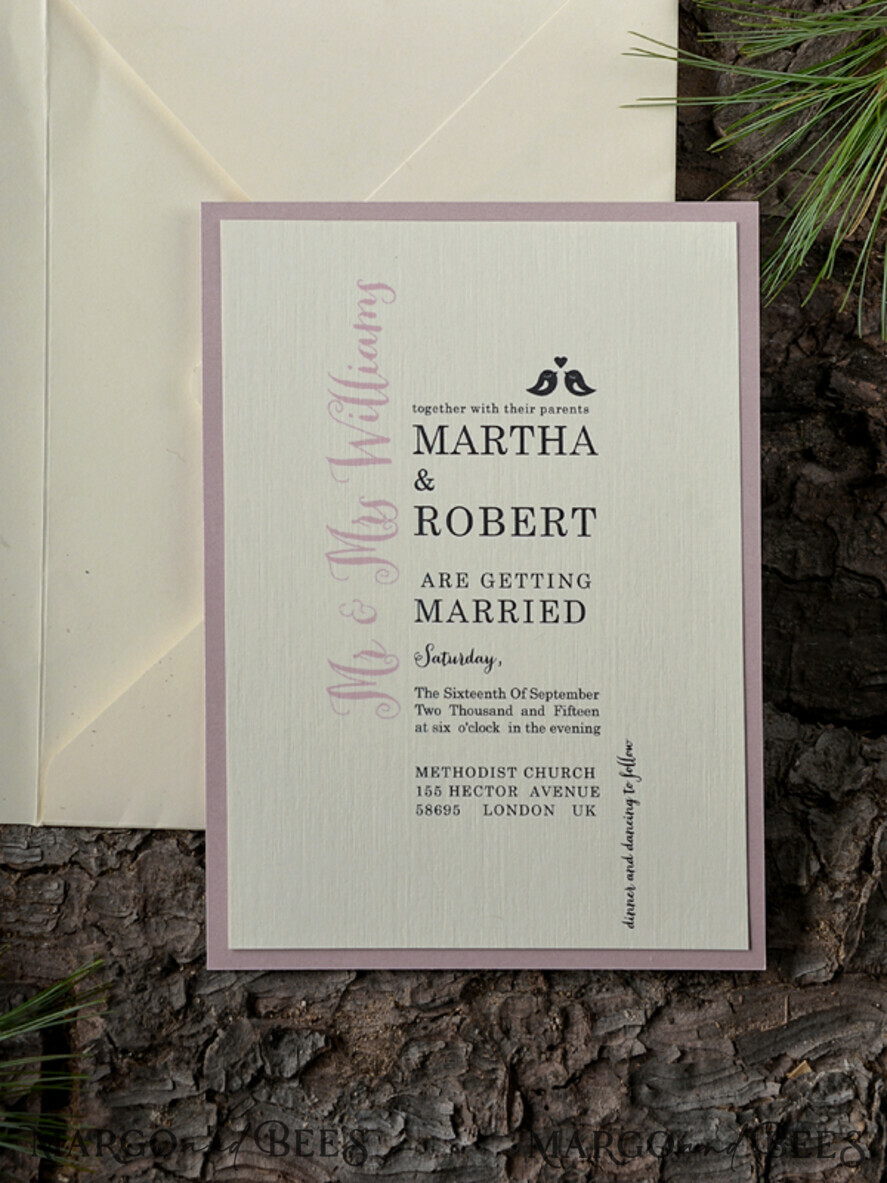 Mr & Mrs Williams
together with their parents
MARTHA
&
ROBERT
ARE GETTING
MARRIED
Saturday,
The Sixteenth Of September
Two Thousand and Fifteen
at six o'clock in the evening
METHODIST CHURCH
155 HECTOR AVENUE
58695 LONDON UK
dinner and dancing to follow
MARGO and BEES MARGO and BEES